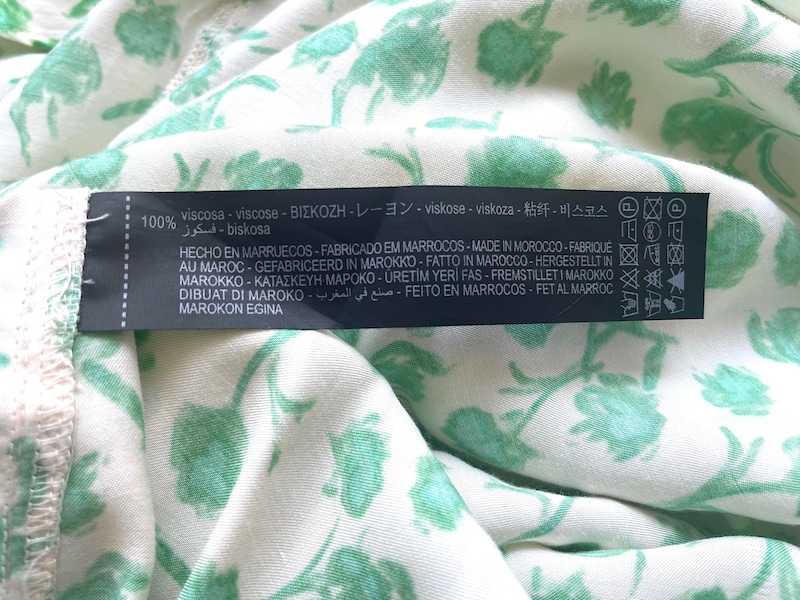 100% viscosa - viscose - ΒΙΣΚΟΖΗ - レーヨン - viskose - viskoza - 粘纤 - 비스코스
فسكوز - biskosa
HECHO EN MARRUECOS - FABRICADO EM MARROCOS - MADE IN MOROCCO - FABRIQUÉ
AU MAROC - GEFABRICEERD IN MAROKKO - FATTO IN MAROCCO - HERGESTELLT IN
MAROKKO - ΚΑΤΑΣΚΕΥΗ ΜΑΡΟΚΟ - ÜRETİM YERİ FAS - FREMSTILLET I MAROKKO
DIBUAT DI MAROKO - صنع في المغرب - FEITO EN MARROCOS - FET AL MARROC
MAROKON EGINA